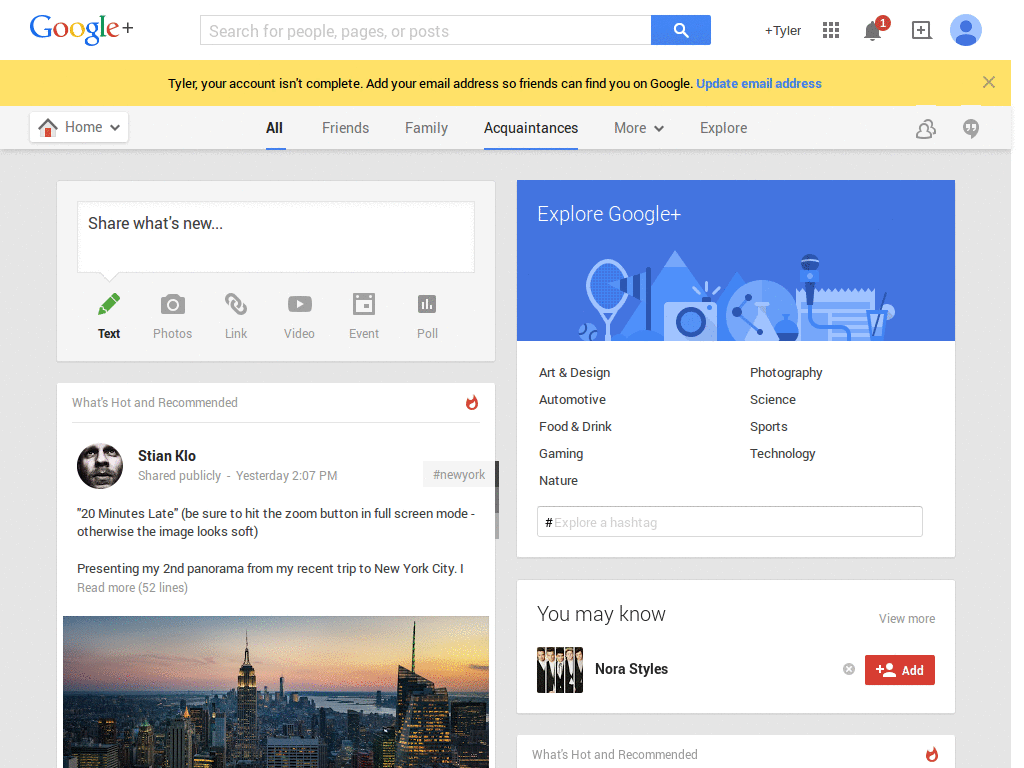 Google+
Search for people, pages, or posts
+Tyler
1
Tyler, your account isn't complete. Add your email address so friends can find you on Google. Update email address
Home
All
Friends
Family
Acquaintances
More
Explore
Share what's new...
Text
Photos
Link
Video
Event
Poll
What's Hot and Recommended
Stian Klo
Shared publicly - Yesterday 2:07 PM
#newyork
"20 Minutes Late" (be sure to hit the zoom button in full screen mode -
otherwise the image looks soft)
Presenting my 2nd panorama from my recent trip to New York City. I
Read more (52 lines)
Explore Google+
Art & Design
Automotive
Food & Drink
Gaming
Nature
Photography
Science
Sports
Technology
#Explore a hashtag
You may know
View more
Nora Styles
Add
What's Hot and Recommended